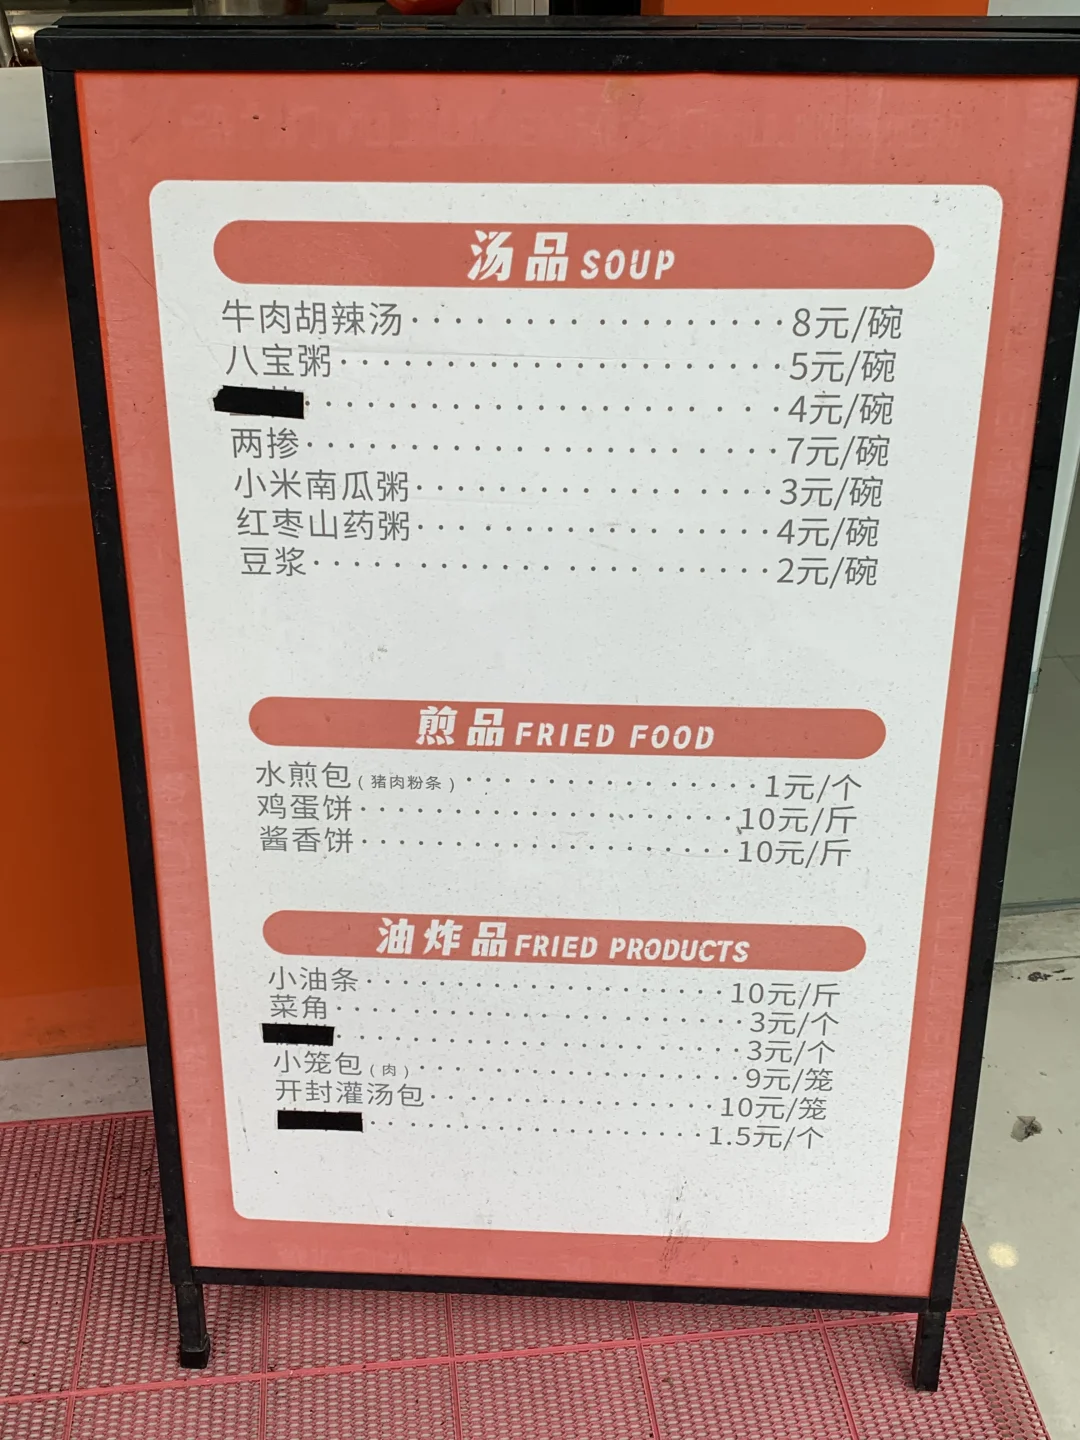 汤品 SOUP
牛肉胡辣汤 8元/碗
八宝粥 5元/碗
4元/碗
两掺 7元/碗
小米南瓜粥 3元/碗
红枣山药粥 4元/碗
豆浆 2元/碗
煎品 FRIED FOOD
水煎包(猪肉粉条) 1元/个
鸡蛋饼 10元/斤
酱香饼 10元/斤
油炸品 FRIED PRODUCTS
小油条 10元/斤
菜角 3元/个
3元/个
小笼包(肉) 9元/笼
开封灌汤包 10元/笼
1.5元/个